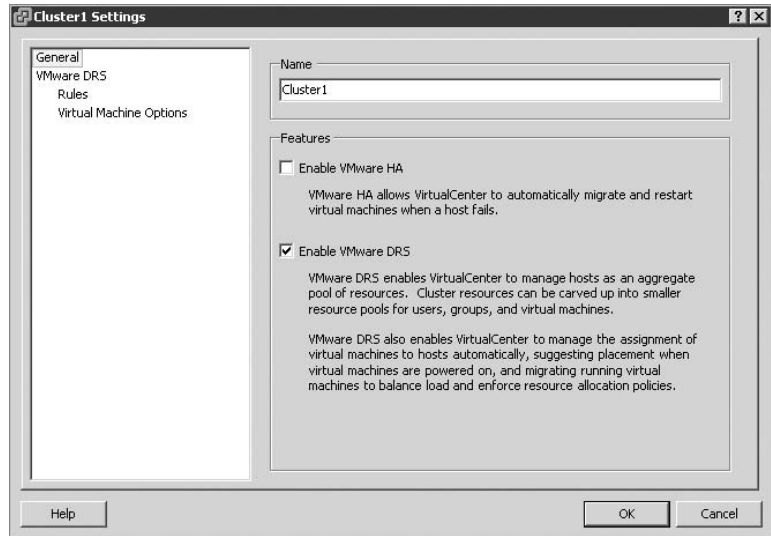 Cluster1 Settings
General
VMware DRS
Rules
Virtual Machine Options
Name
Cluster1
Features
Enable VMware HA
VMware HA allows VirtualCenter to automatically migrate and restart
virtual machines when a host fails.
Enable VMware DRS
VMware DRS enables VirtualCenter to manage hosts as an aggregate
pool of resources. Cluster resources can be carved up into smaller
resource pools for users, groups, and virtual machines.
VMware DRS also enables VirtualCenter to manage the assignment of
virtual machines to hosts automatically, suggesting placement when
virtual machines are powered on, and migrating running virtual
machines to balance load and enforce resource allocation policies.
Help
OK
Cancel